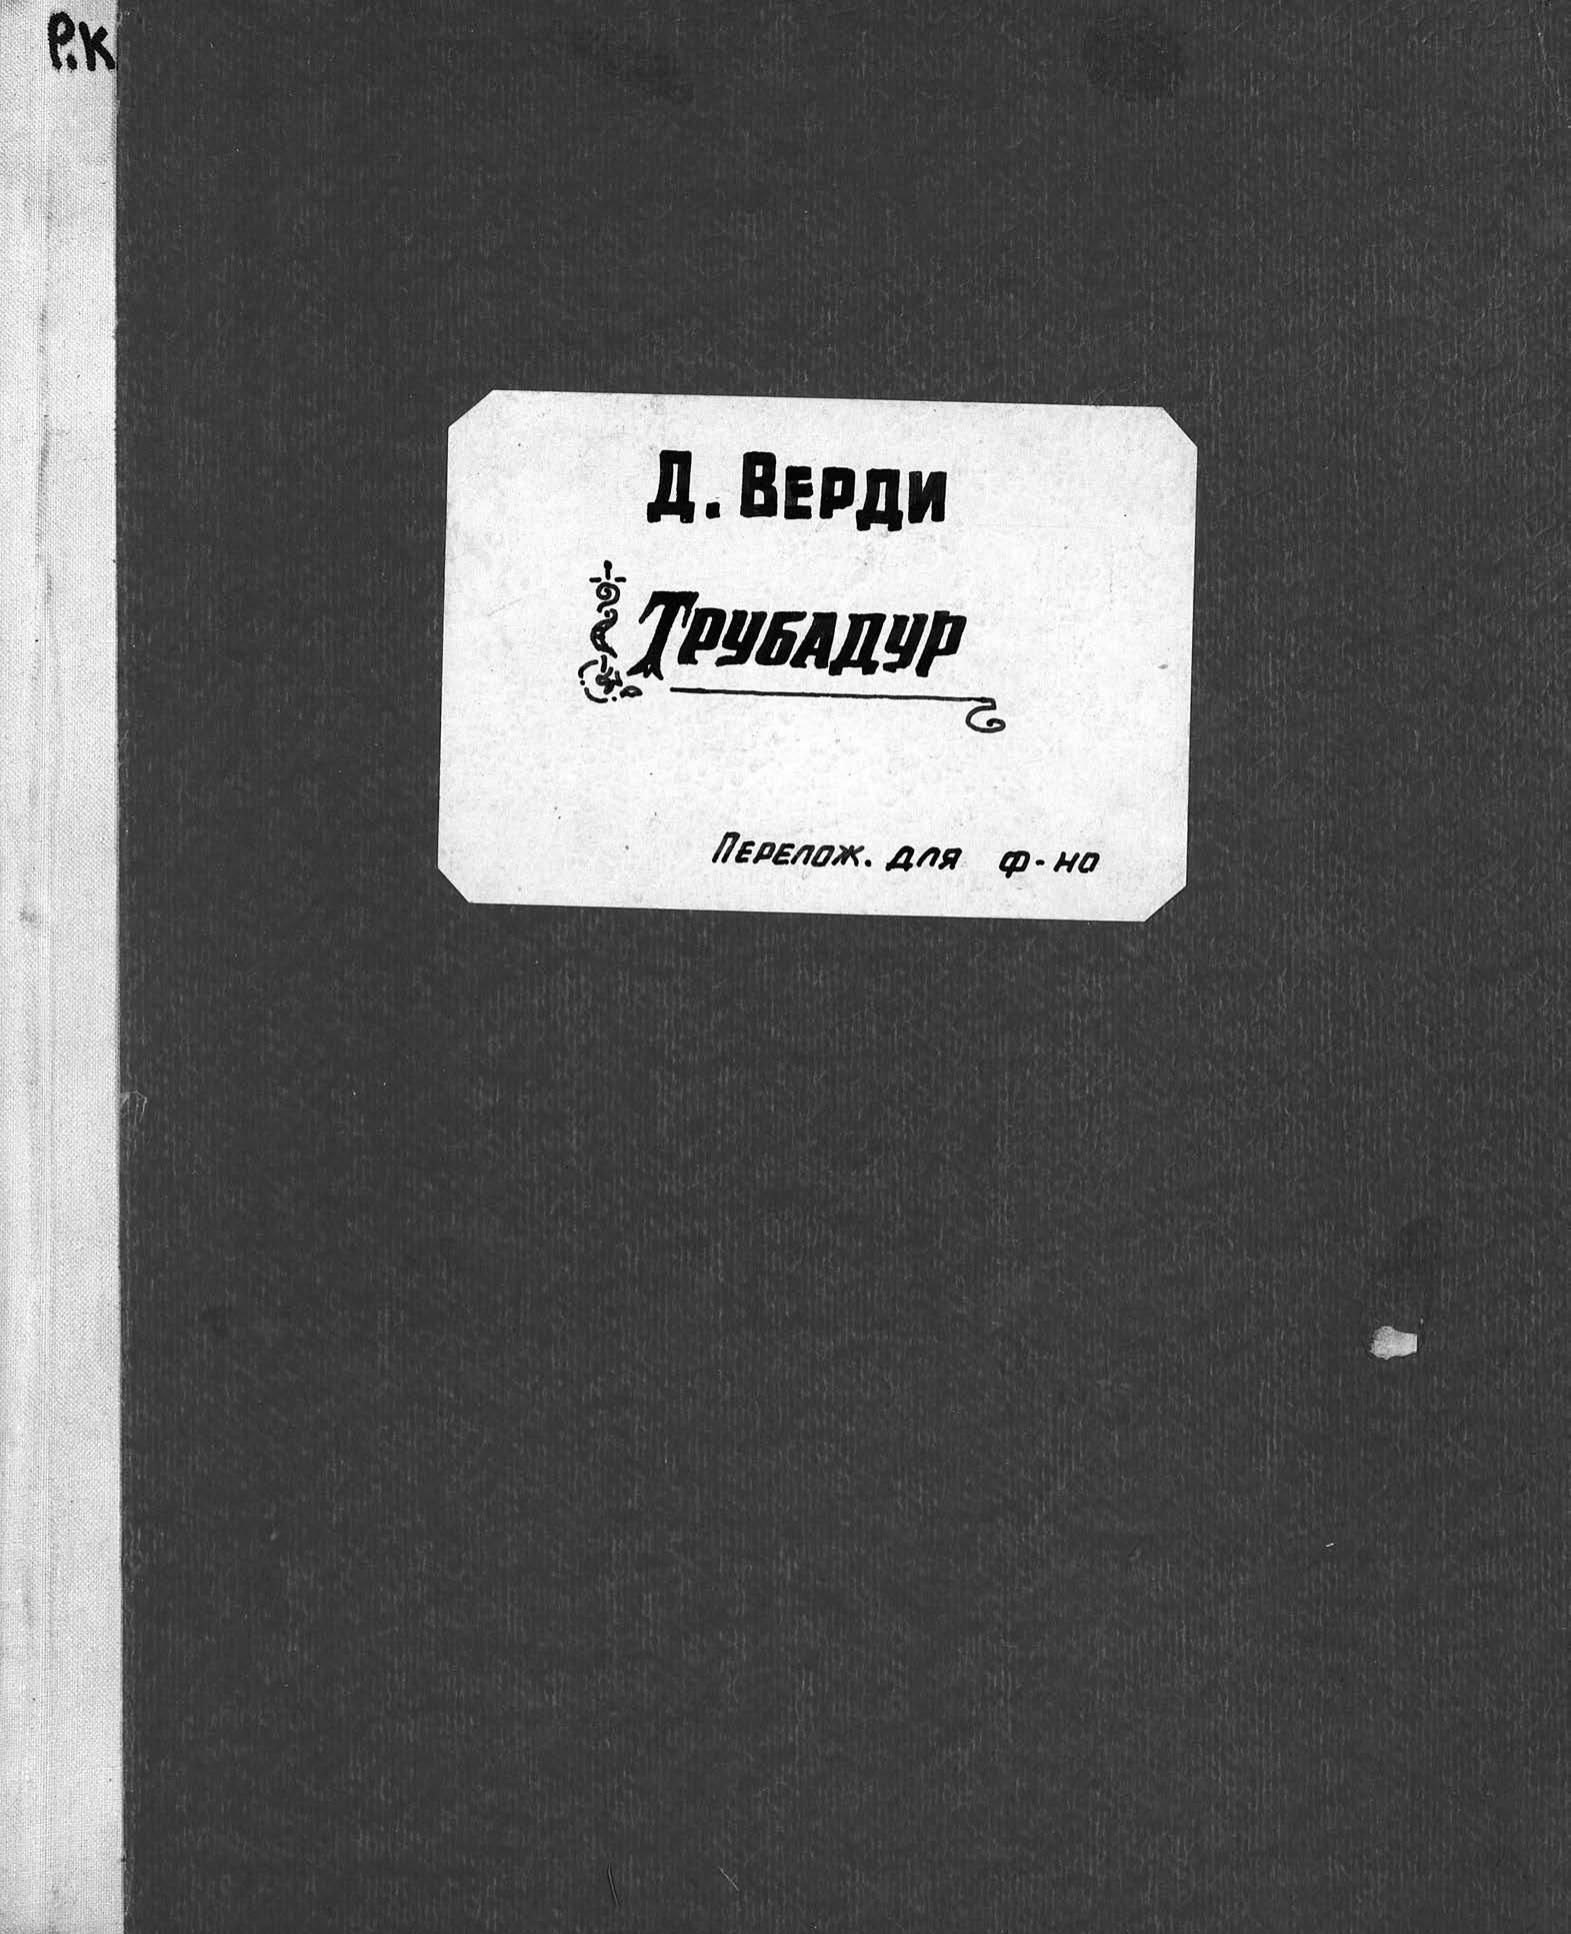 Р.К
Д. Верди
Трубадур
Перелож. для ф-но